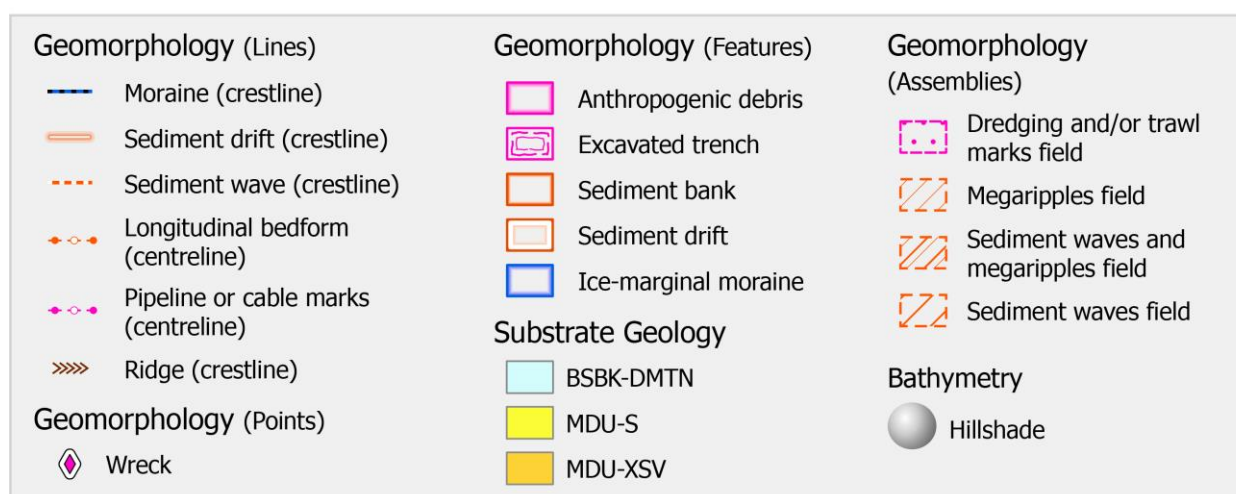 Geomorphology (Lines)
Moraine (crestline)
Sediment drift (crestline)
Sediment wave (crestline)
Longitudinal bedform
(centreline)
Pipeline or cable marks
(centreline)
Ridge (crestline)
Geomorphology (Points)
Wreck
Geomorphology (Features)
Anthropogenic debris
Excavated trench
Sediment bank
Sediment drift
Ice-marginal moraine
Substrate Geology
BSBK-DMTN
MDU-S
MDU-XSV
Geomorphology
(Assemblies)
Dredging and/or trawl
marks field
Megaripples field
Sediment waves and
megaripples field
Sediment waves field
Bathymetry
Hillshade